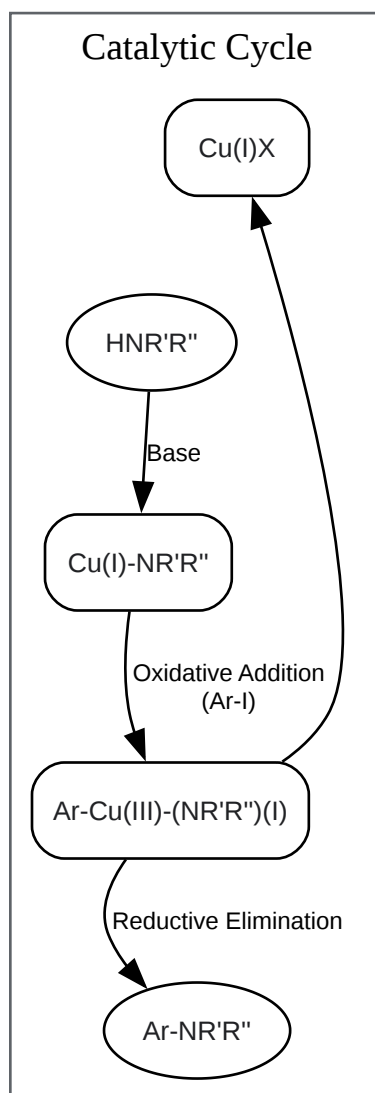 Catalytic Cycle
Cu(I)X
HNR'R"
Base
Cu(I)-NR'R"
Oxidative Addition
(Ar-I)
Ar-Cu(III)-(NR'R")(I)
Reductive Elimination
Ar-NR'R"